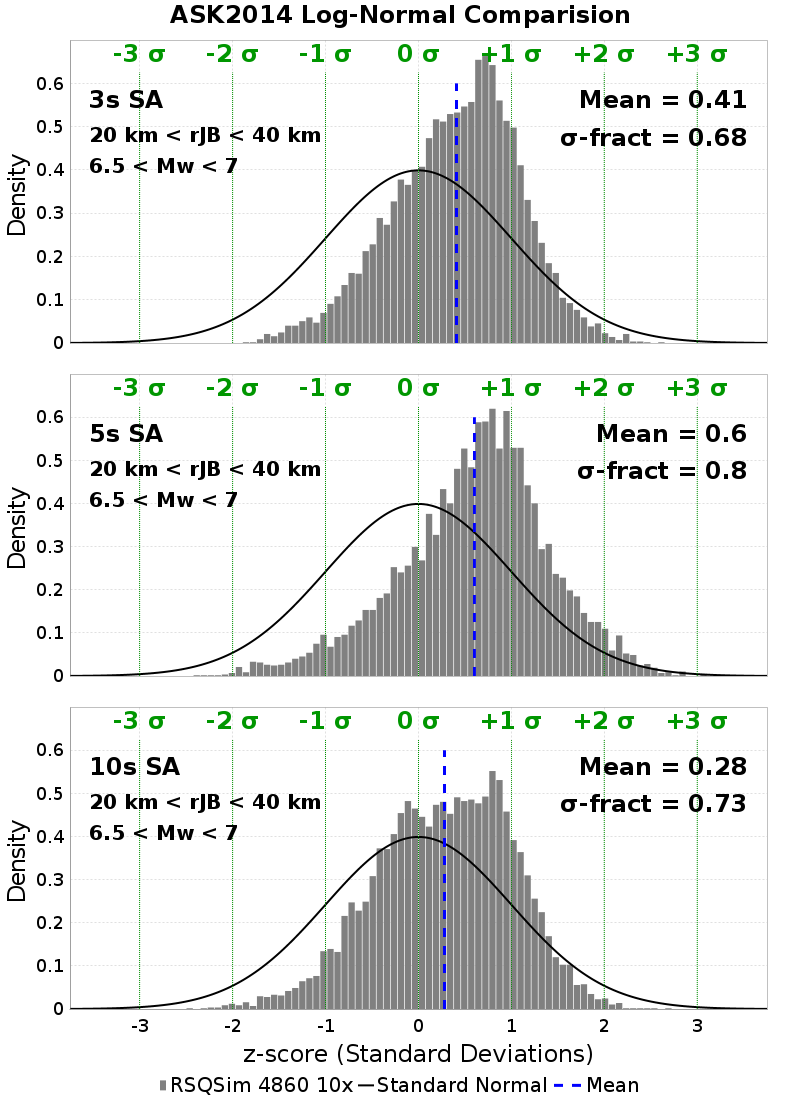 ASK2014 Log-Normal Comparision
-3 σ -2 σ -1 σ 0 σ +1 σ +2 σ +3 σ
0.6
3s SA
Mean = 0.41
0.5
20 km < rJB < 40 km
σ-fract = 0.68
0.4
6.5 < Mw < 7
0.3
0.2
0.1
0
Density
-3 σ -2 σ -1 σ 0 σ +1 σ +2 σ +3 σ
0.6
5s SA
Mean = 0.6
0.5
20 km < rJB < 40 km
σ-fract = 0.8
0.4
6.5 < Mw < 7
0.3
0.2
0.1
0
Density
-3 σ -2 σ -1 σ 0 σ +1 σ +2 σ +3 σ
0.6
10s SA
Mean = 0.28
0.5
20 km < rJB < 40 km
σ-fract = 0.73
0.4
6.5 < Mw < 7
0.3
0.2
0.1
0
Density
-3 -2 -1 0 1 2 3
z-score (Standard Deviations)
RSQSim 4860 10x Standard Normal Mean